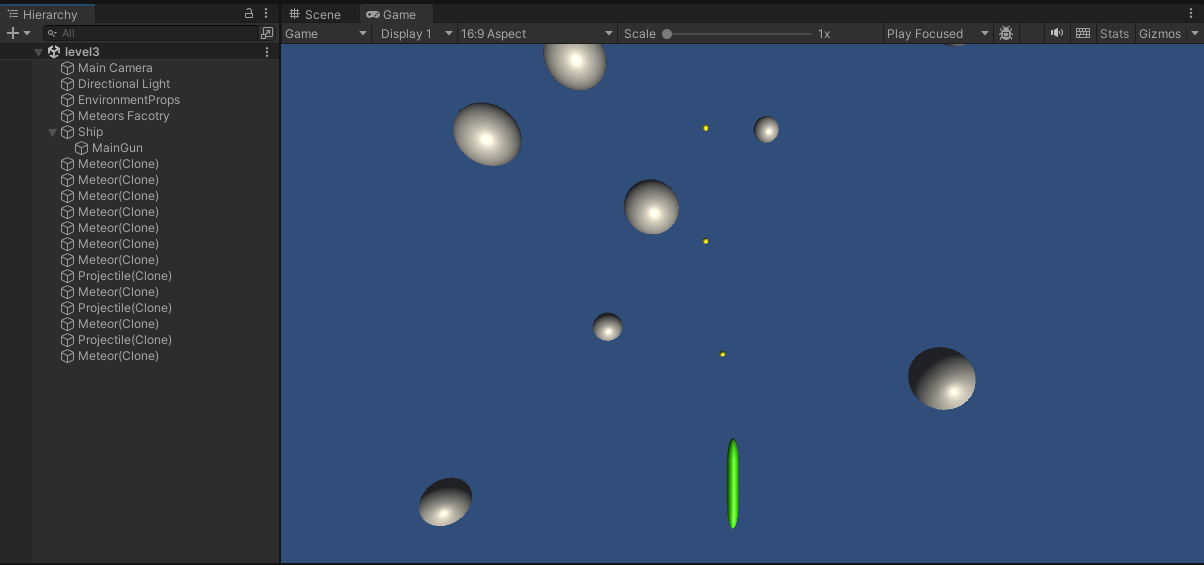 Hierarchy
All
level3
Main Camera
Directional Light
EnvironmentProps
Meteors Facotry
Ship
MainGun
Meteor(Clone)
Meteor(Clone)
Meteor(Clone)
Meteor(Clone)
Meteor(Clone)
Meteor(Clone)
Meteor(Clone)
Projectile(Clone)
Meteor(Clone)
Projectile(Clone)
Meteor(Clone)
Projectile(Clone)
Meteor(Clone)
Scene Game
Game Display 1 16:9 Aspect Scale 1x Play Focused Stats Gizmos